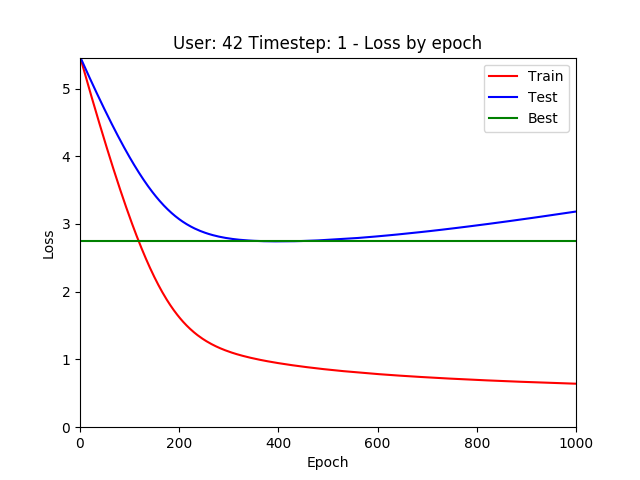 User: 42 Timestep: 1 - Loss by epoch
Train
Test
Best
5
4
3
2
1
0
Loss
0 200 400 600 800 1000
Epoch